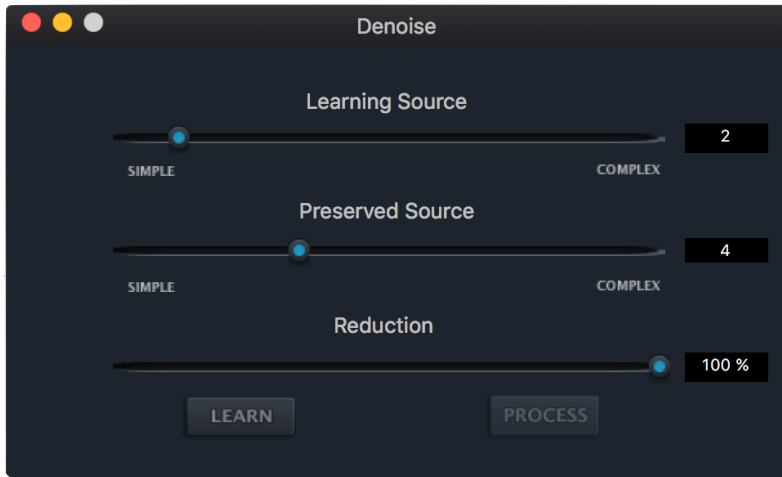 Denoise
Learning Source
2
SIMPLE COMPLEX
Preserved Source
4
SIMPLE COMPLEX
Reduction
100 %
LEARN PROCESS